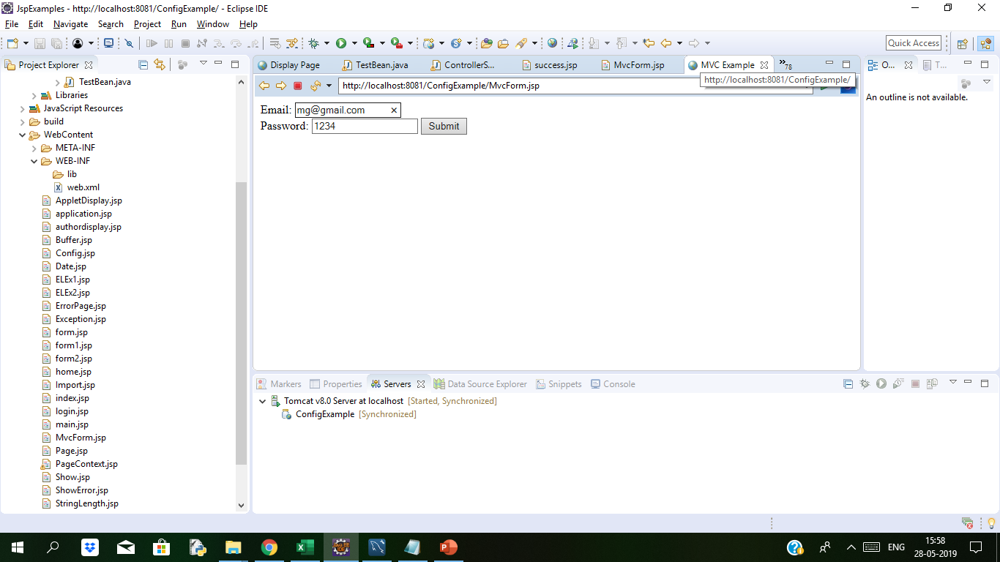 JspExamples - http://localhost:8081/ConfigExample/ - Eclipse IDE
File Edit Navigate Search Project Run Window Help
Quick Access
Project Explorer
TestBean.java
Libraries
JavaScript Resources
build
WebContent
META-INF
WEB-INF
lib
web.xml
AppletDisplay.jsp
application.jsp
authordisplay.jsp
Buffer.jsp
Config.jsp
Date.jsp
ELEx1.jsp
ELEx2.jsp
ErrorPage.jsp
Exception.jsp
form.jsp
form1.jsp
form2.jsp
home.jsp
Import.jsp
index.jsp
login.jsp
main.jsp
MvcForm.jsp
Page.jsp
PageContext.jsp
Show.jsp
ShowError.jsp
StringLength.jsp
Display Page TestBean.java ControllerS... success.jsp MvcForm.jsp MVC Example »78
http://localhost:8081/ConfigExample/
http://localhost:8081/ConfigExample/MvcForm.jsp
Email: mg@gmail.com
Password: 1234 Submit
O... T...
An outline is not available.
Markers Properties Servers Data Source Explorer Snippets Console
Tomcat v8.0 Server at localhost [Started, Synchronized]
ConfigExample [Synchronized]
ENG
15:58
28-05-2019